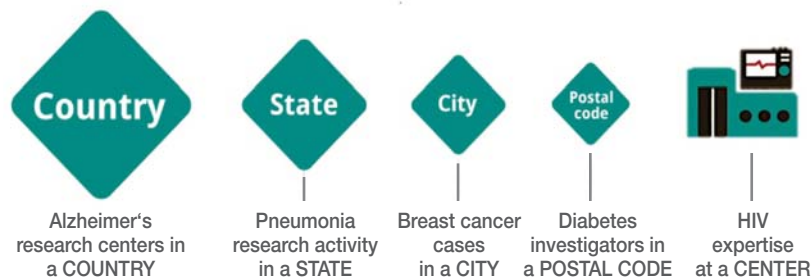 Country
State
City
Postal
code
Alzheimer‘s
research centers in
a COUNTRY
Pneumonia
research activity
in a STATE
Breast cancer
cases
in a CITY
Diabetes
investigators in
a POSTAL CODE
HIV
expertise
at a CENTER